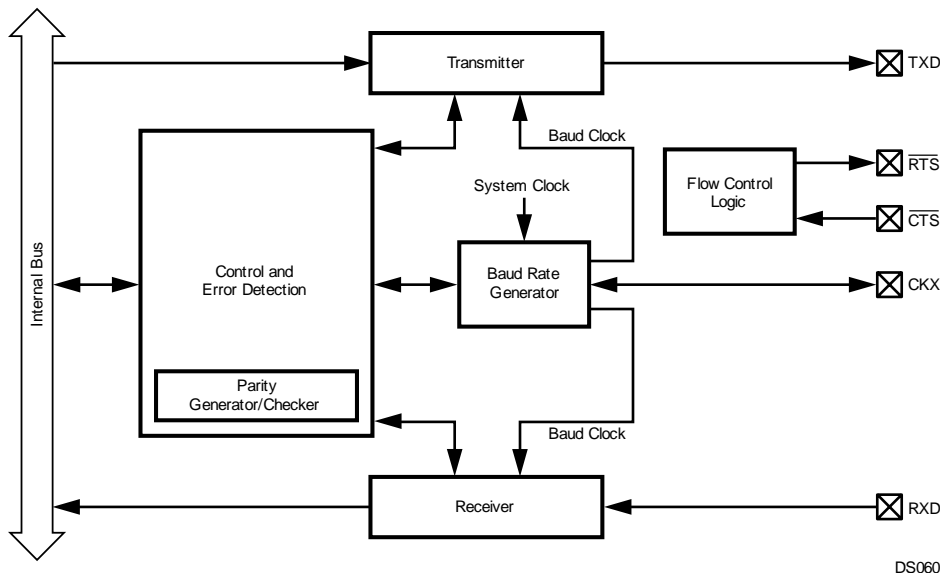 Transmitter
TXD
Baud Clock
RTS
System Clock
Flow Control
Logic
CTS
Internal Bus
Control and
Error Detection
Baud Rate
Generator
CKX
Parity
Generator/Checker
Baud Clock
Receiver
RXD
DS060